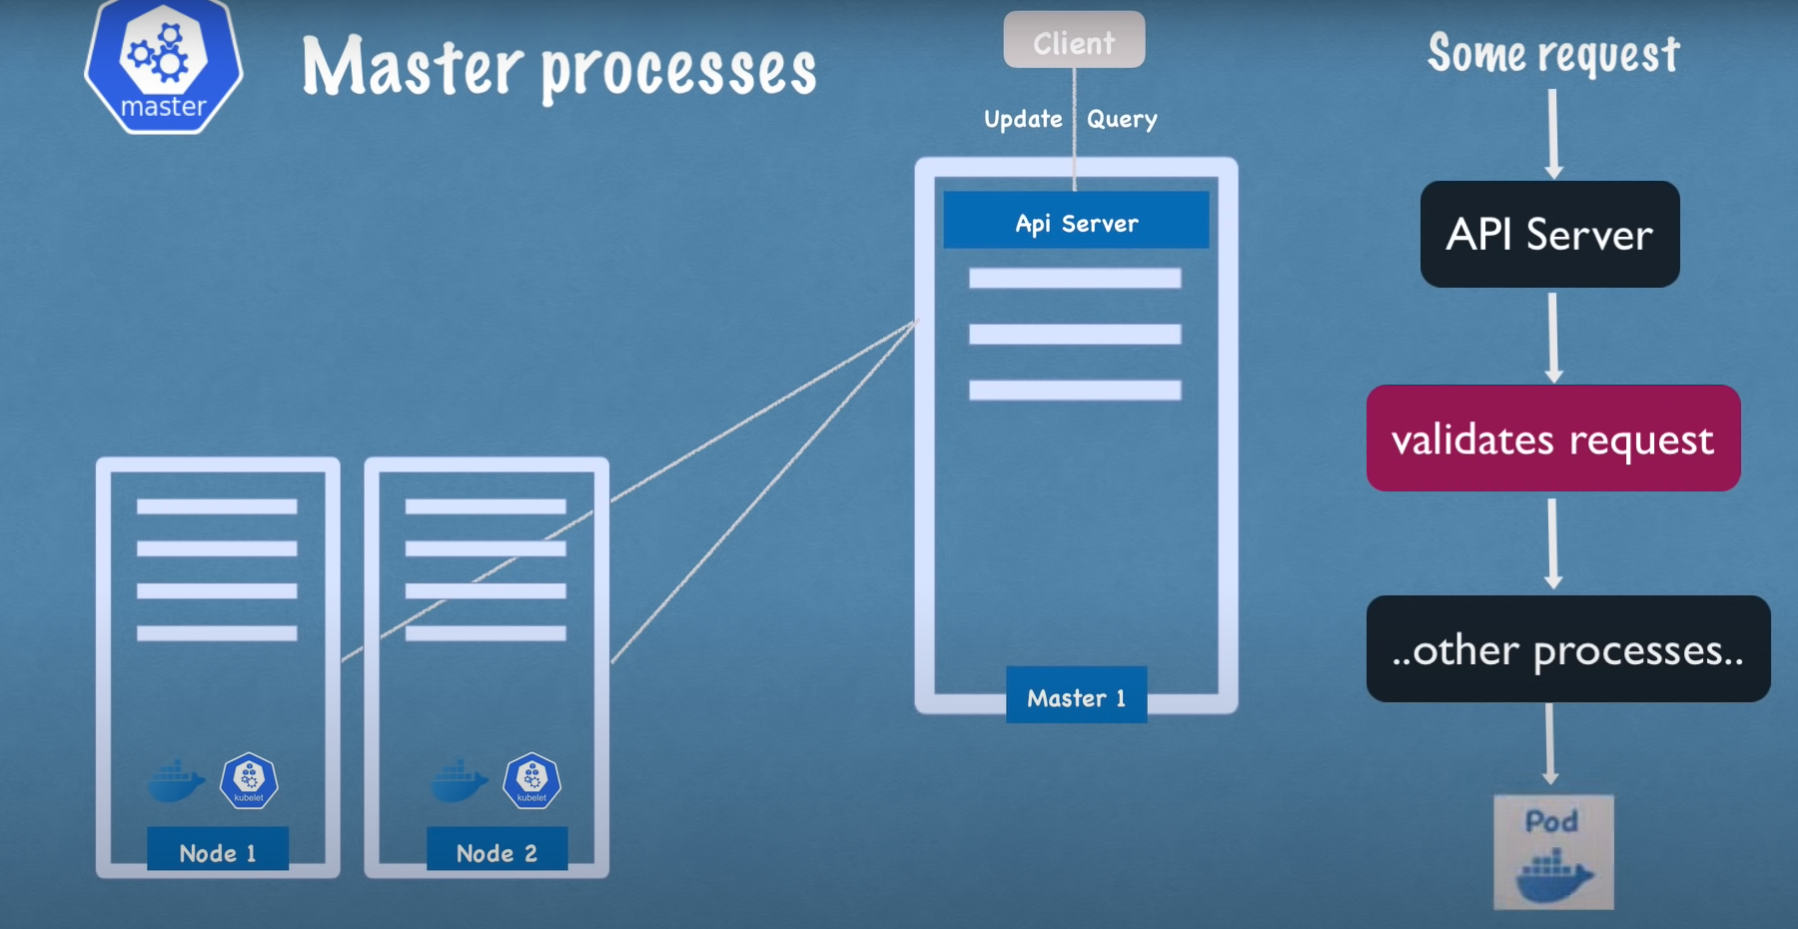 master
Master processes
Client
Update
Query
Api Server
Master 1
kubelet
Node 1
kubelet
Node 2
Some request
API Server
validates request
..other processes..
Pod